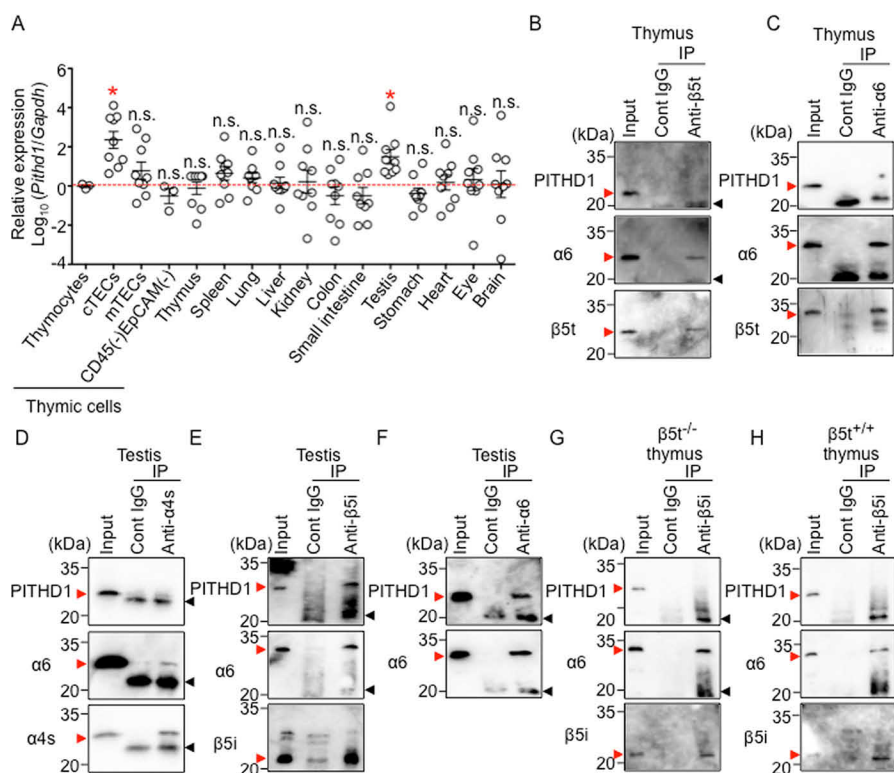 A
Relative expression
Log10 (Pithd1/Gapdh)
6
4
2
0
-2
-4
*
n.s.
n.s.
n.s.
n.s.
n.s.
n.s.
n.s.
n.s.
n.s.
*
n.s.
n.s.
n.s.
n.s.
Thymocytes
cTECs
mTECs
CD45(-)EpCAM(-)
Thymus
Spleen
Lung
Liver
Kidney
Colon
Small intestine
Testis
Stomach
Heart
Eye
Brain
Thymic cells
B
Thymus
IP
Input
Cont IgG
Anti-β5t
(kDa)
35
PITHD1
20
α6
20
β5t
20
C
Thymus
IP
Input
Cont IgG
Anti-α6
(kDa)
35
PITHD1
20
35
α6
20
35
β5t
20
D
Testis
IP
Input
Cont IgG
Anti-α4s
(kDa)
35
PITHD1
20
35
α6
20
35
α4s
20
E
Testis
IP
Input
Cont IgG
Anti-β5i
(kDa)
35
PITHD1
20
35
α6
20
35
β5i
20
F
Testis
IP
Input
Cont IgG
Anti-α6
(kDa)
35
PITHD1
20
35
α6
20
G
β5t-/-
thymus
IP
Input
Cont IgG
Anti-β5i
(kDa)
35
PITHD1
20
35
α6
20
35
β5i
20
H
β5t+/+
thymus
IP
Input
Cont IgG
Anti-β5i
(kDa)
35
PITHD1
20
35
α6
20
35
β5i
20